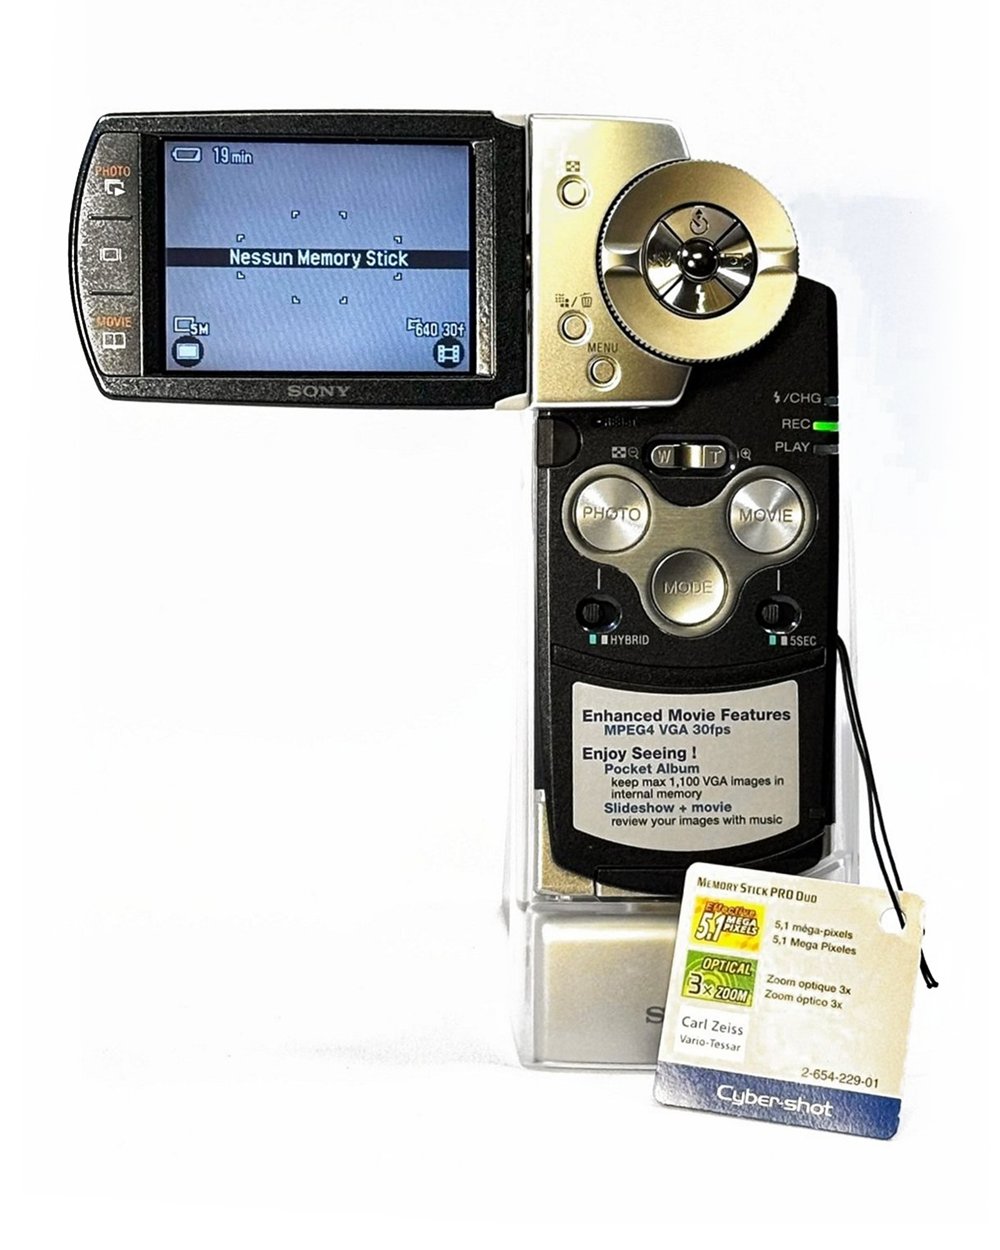 PHOTO
MOVIE
19min
Nessun Memory Stick
5M
640 30f
SONY
MENU
/CHG
REC
PLAY
W T
PHOTO
MOVIE
MODE
HYBRID
5SEC
Enhanced Movie Features
MPEG4 VGA 30fps
Enjoy Seeing !
Pocket Album
keep max 1,100 VGA images in
internal memory
Slideshow + movie
review your images with music
MEMORY STICK PRO DUO
Effective
5.1 MEGA
PIXELS
5,1 méga-pixels
5,1 Mega Pixeles
OPTICAL
3x ZOOM
Zoom optique 3x
Zoom óptico 3x
Carl Zeiss
Vario-Tessar
2-654-229-01
Cyber-shot